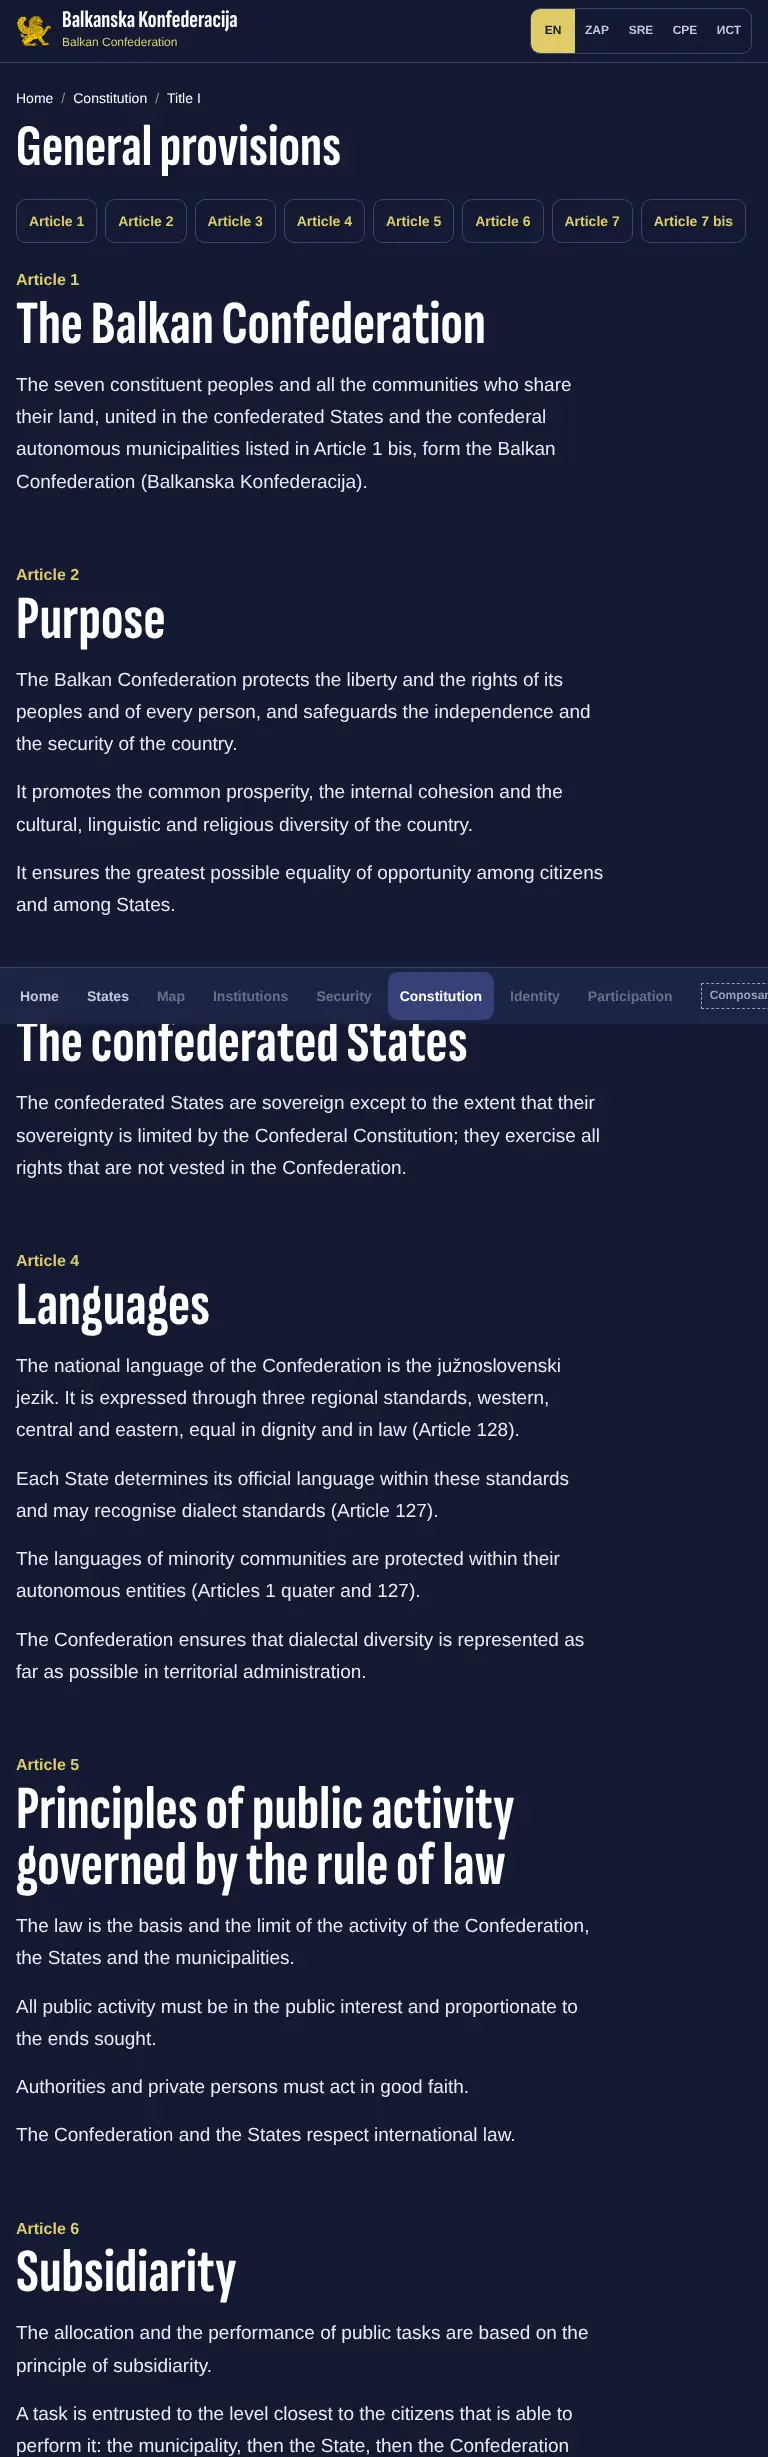 Balkanska Konfederacija
Balkan Confederation
EN ZAP SRE СРЕ ИСТ
Home / Constitution / Title I
General provisions
Article 1 Article 2 Article 3 Article 4 Article 5 Article 6 Article 7 Article 7 bis
Article 1
The Balkan Confederation
The seven constituent peoples and all the communities who share
their land, united in the confederated States and the confederal
autonomous municipalities listed in Article 1 bis, form the Balkan
Confederation (Balkanska Konfederacija).
Article 2
Purpose
The Balkan Confederation protects the liberty and the rights of its
peoples and of every person, and safeguards the independence and
the security of the country.
It promotes the common prosperity, the internal cohesion and the
cultural, linguistic and religious diversity of the country.
It ensures the greatest possible equality of opportunity among citizens
and among States.
Home States Map Institutions Security Constitution Identity Participation
The confederated States
The confederated States are sovereign except to the extent that their
sovereignty is limited by the Confederal Constitution; they exercise all
rights that are not vested in the Confederation.
Article 4
Languages
The national language of the Confederation is the južnoslovenski
jezik. It is expressed through three regional standards, western,
central and eastern, equal in dignity and in law (Article 128).
Each State determines its official language within these standards
and may recognise dialect standards (Article 127).
The languages of minority communities are protected within their
autonomous entities (Articles 1 quater and 127).
The Confederation ensures that dialectal diversity is represented as
far as possible in territorial administration.
Article 5
Principles of public activity
governed by the rule of law
The law is the basis and the limit of the activity of the Confederation,
the States and the municipalities.
All public activity must be in the public interest and proportionate to
the ends sought.
Authorities and private persons must act in good faith.
The Confederation and the States respect international law.
Article 6
Subsidiarity
The allocation and the performance of public tasks are based on the
principle of subsidiarity.
A task is entrusted to the level closest to the citizens that is able to
perform it: the municipality, then the State, then the Confederation